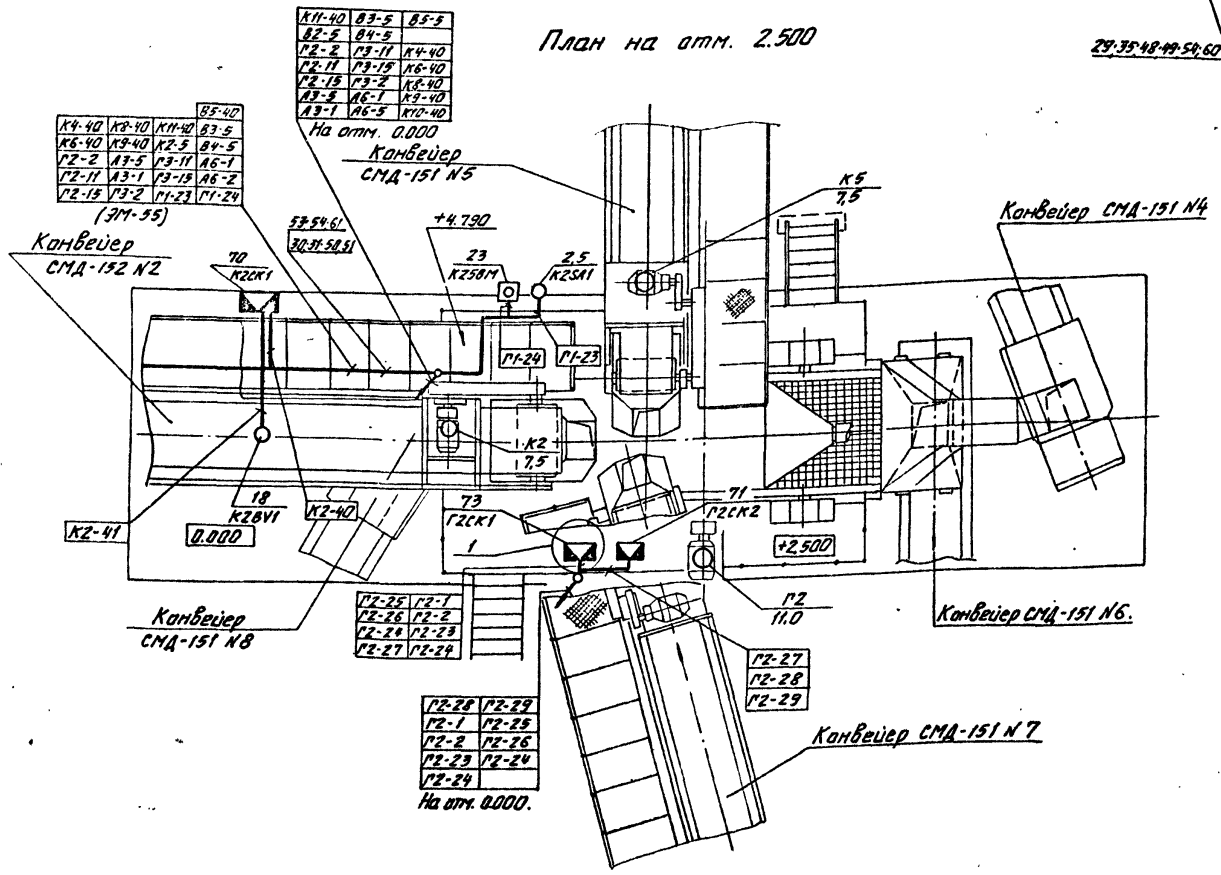 План на отм. 2.500
29·35·48·49·54·60
К11-40 В3-5 В5-5
В2-5 В4-5
Г2-2 Г3-11 К4-40
Г2-11 Г3-15 К6-40
Г2-15 Г3-2 К8-40
А3-5 А6-1 К9-40
А3-1 А6-5 К10-40
На отм. 0.000
Конвейер
СМД-151 N5
В5-40
К4-40 К8-40 К11-40 В3-5
К6-40 К9-40 К2-5 В4-5
Г2-2 А3-5 Г3-11 А6-1
Г2-11 А3-1 Г3-15 А6-2
Г2-15 Г3-2 Г1-23 Г1-24
(ЭМ-55)
Конвейер
СМД-152 N2
70
К2СК1
53·54·61
30·31·50,51
+4.790
23
К2SВМ
25
К2SА1
К5
7,5
Конвейер СМД-151 N4
Г1-24
Г1-23
К2
7,5
18
К2ВV1
К2-40
К2-41
0.000
73
Г2СК1
71
Г2СК2
1
+2.500
Г2-25 Г2-1
Г2-26 Г2-2
Г2-24 Г2-23
Г2-27 Г2-24
Г2
11.0
Конвейер СМД-151 N6.
Конвейер
СМД-151 N8
Г2-27
Г2-28
Г2-29
Г2-28 Г2-29
Г2-1 Г2-25
Г2-2 Г2-26
Г2-23 Г2-24
Г2-24
На отм. 0.000.
Конвейер СМД-151 N7